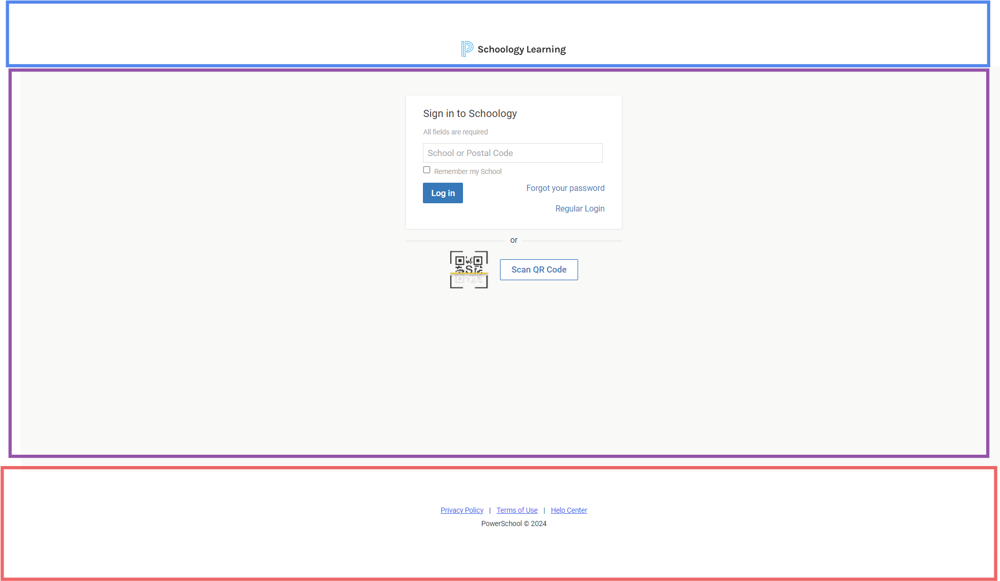 Schoology Learning
Sign in to Schoology
All fields are required
School or Postal Code
Remember my School
Log in
Forgot your password
Regular Login
or
S
Scan QR Code
Privacy Policy | Terms of Use | Help Center
PowerSchool © 2024